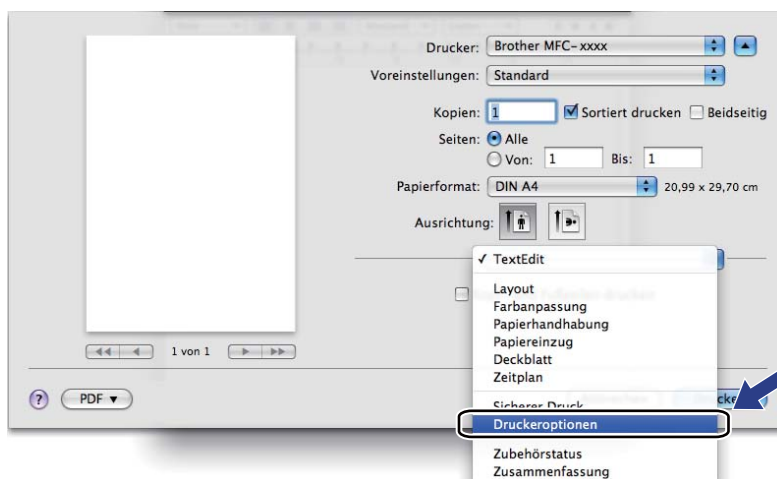 Drucker: Brother MFC- xxxx
Voreinstellungen: Standard
Kopien: 1 Sortiert drucken Beidseitig
Seiten: Alle
Von: 1 Bis: 1
Papierformat: DIN A4 20,99 x 29,70 cm
Ausrichtung:
✓ TextEdit
Layout
Farbanpassung
Papierhandhabung
Papiereinzug
Deckblatt
Zeitplan
Sicherer Druck
Druckeroptionen
Zubehörstatus
Zusammenfassung
1 von 1
? PDF ▼